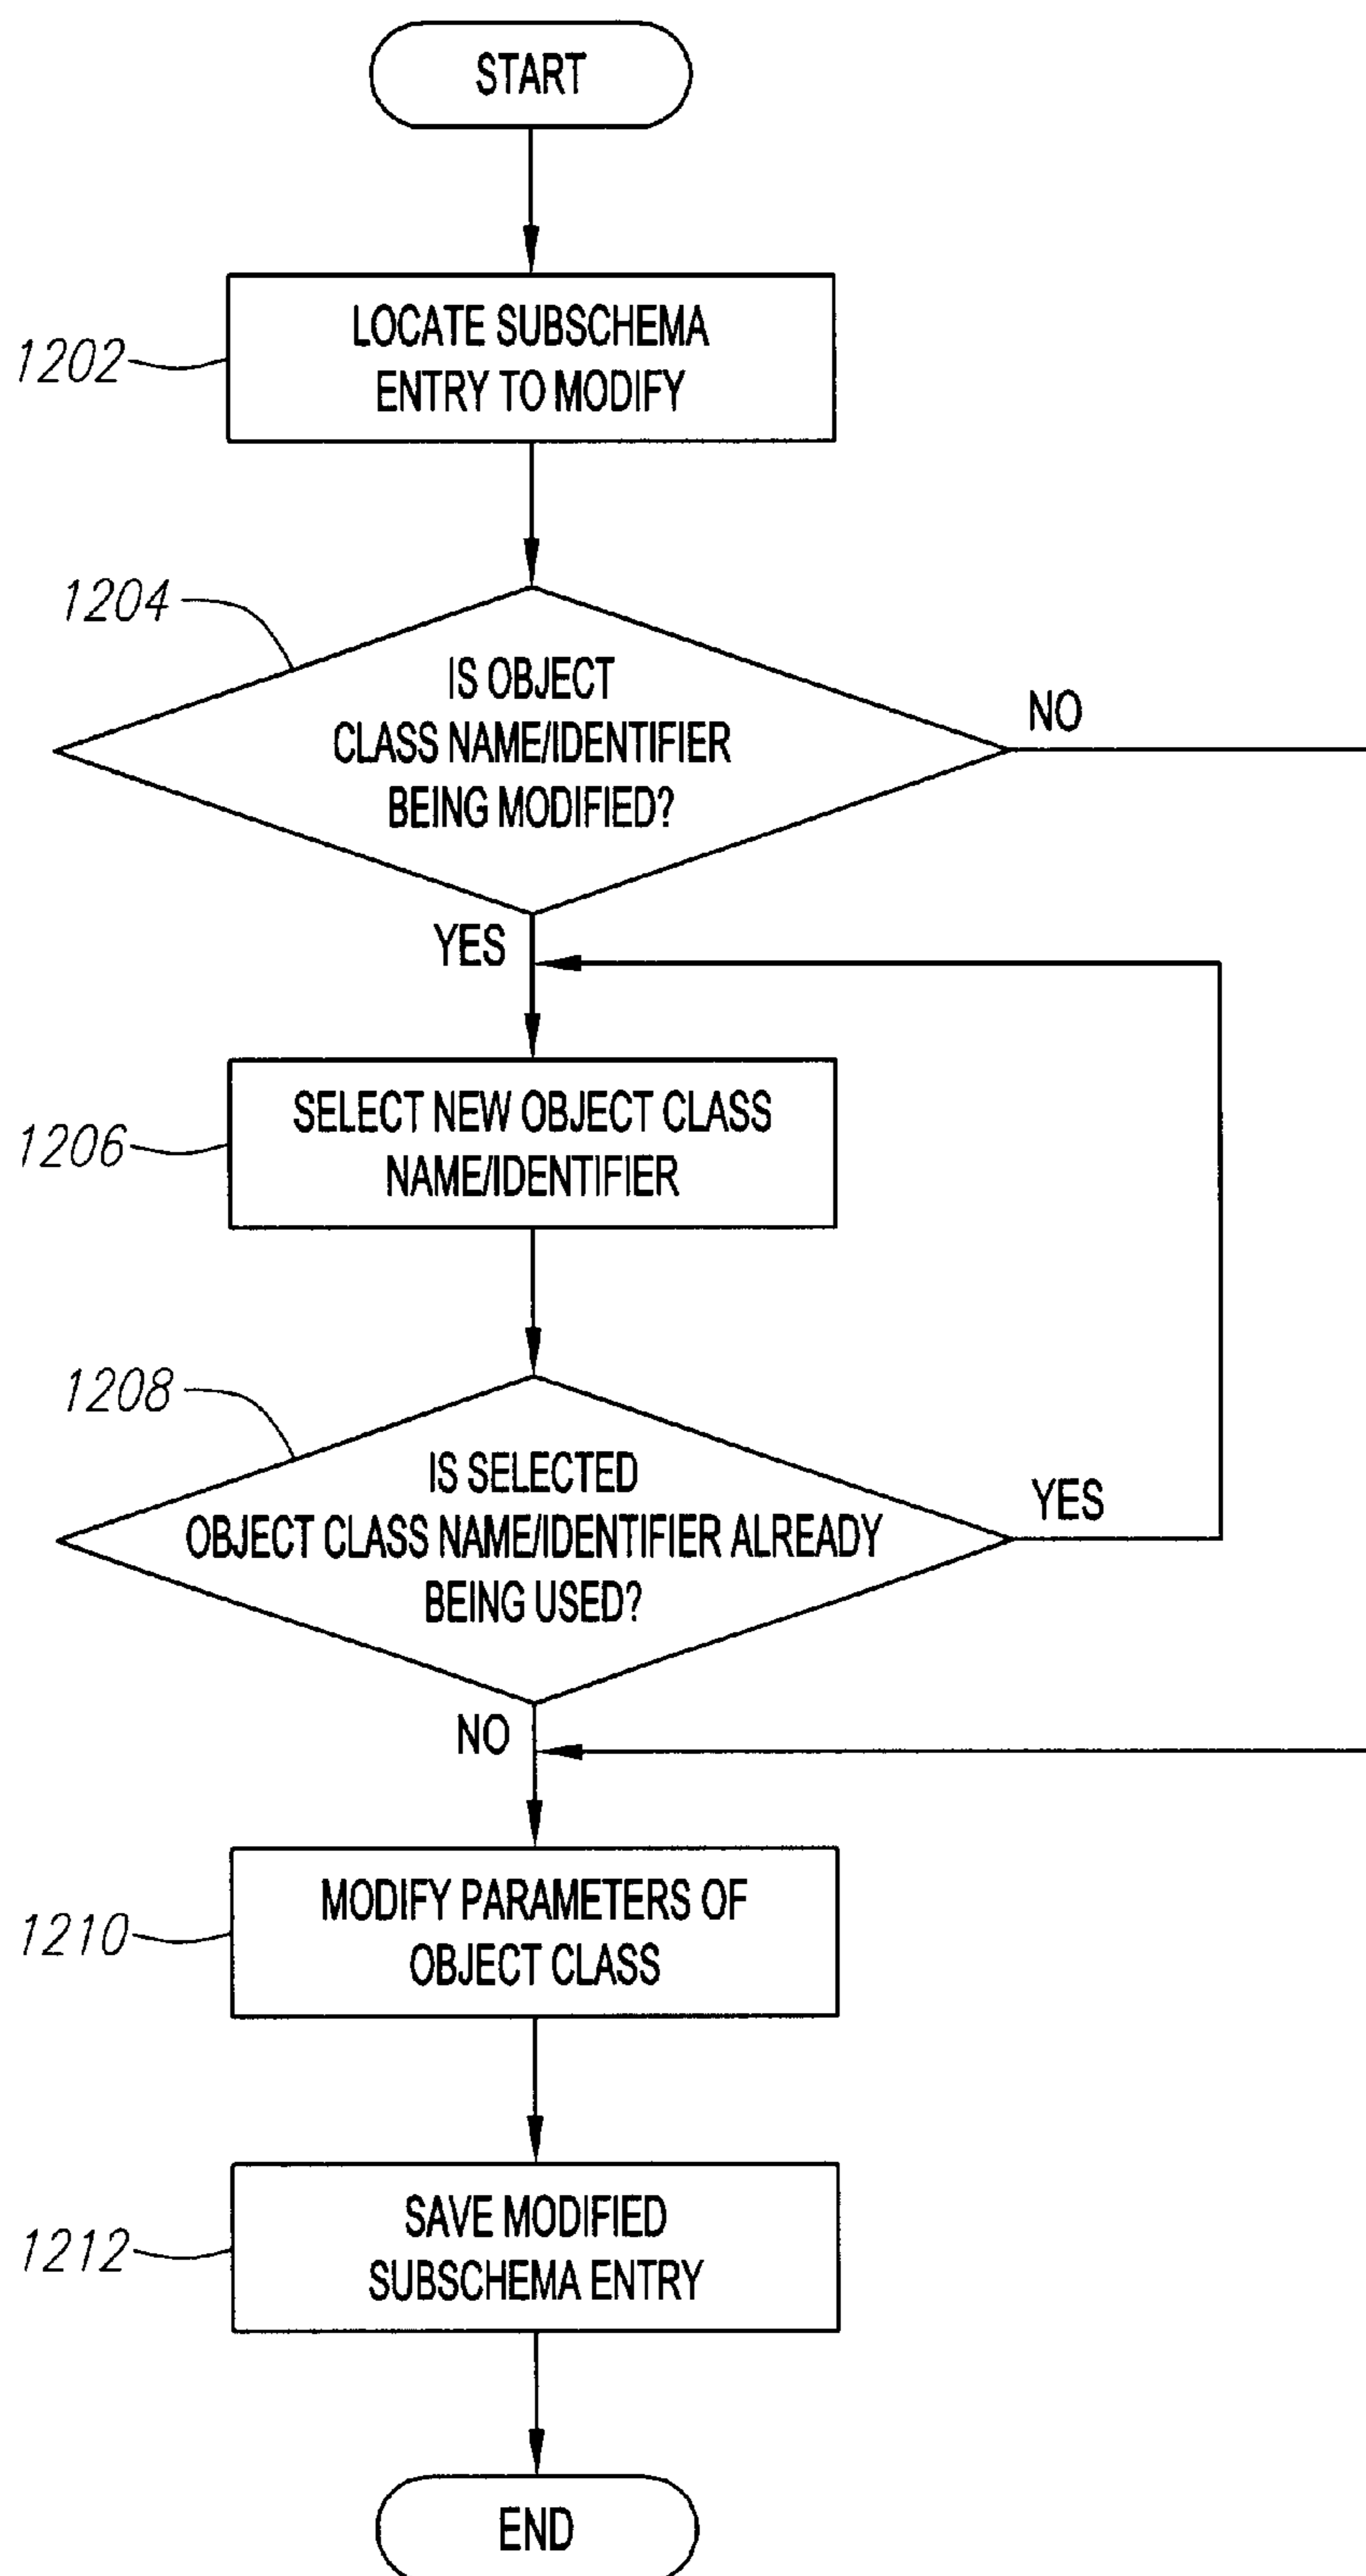 START
1202
LOCATE SUBSCHEMA
ENTRY TO MODIFY
1204
IS OBJECT
CLASS NAME/IDENTIFIER
BEING MODIFIED?
NO
YES
1206
SELECT NEW OBJECT CLASS
NAME/IDENTIFIER
1208
IS SELECTED
OBJECT CLASS NAME/IDENTIFIER ALREADY
BEING USED?
YES
NO
1210
MODIFY PARAMETERS OF
OBJECT CLASS
1212
SAVE MODIFIED
SUBSCHEMA ENTRY
END